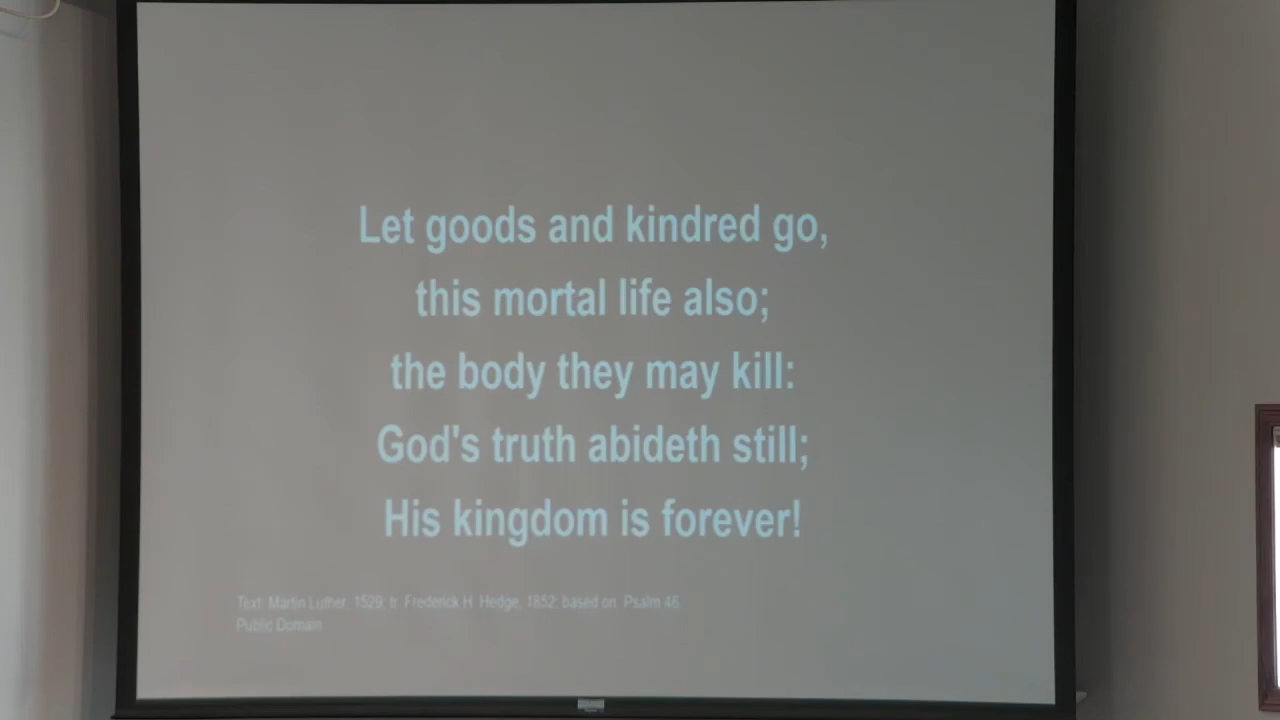 Let goods and kindred go,
this mortal life also;
the body they may kill:
God's truth abideth still;
His kingdom is forever!
Text: Martin Luther, 1529; tr. Frederick H. Hedge, 1852; based on Psalm 46
Public Domain